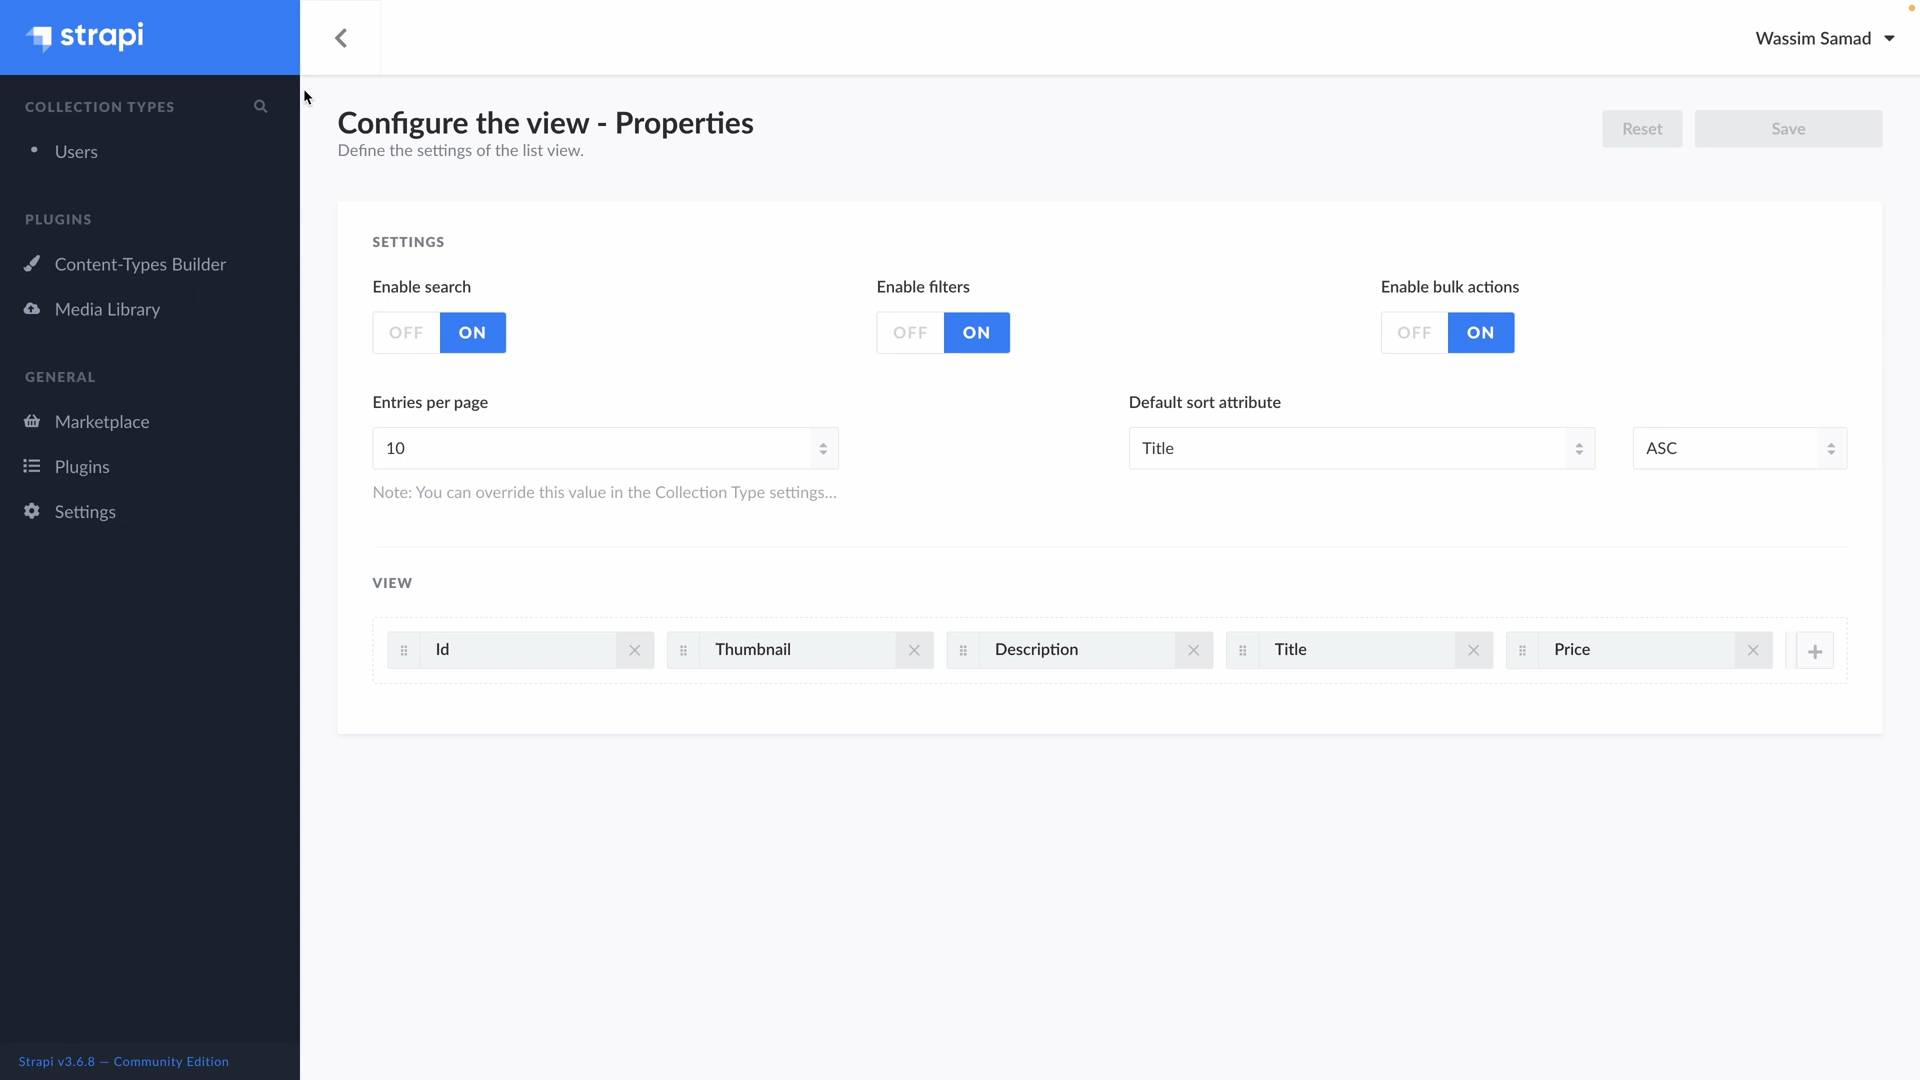 strapi
Wassim Samad
COLLECTION TYPES
Users
PLUGINS
Content-Types Builder
Media Library
GENERAL
Marketplace
Plugins
Settings
Strapi v3.6.8 — Community Edition
Configure the view - Properties
Define the settings of the list view.
Reset
Save
SETTINGS
Enable search
Enable filters
Enable bulk actions
OFF ON
OFF ON
OFF ON
Entries per page
Default sort attribute
10
Title
ASC
Note: You can override this value in the Collection Type settings...
VIEW
Id
Thumbnail
Description
Title
Price